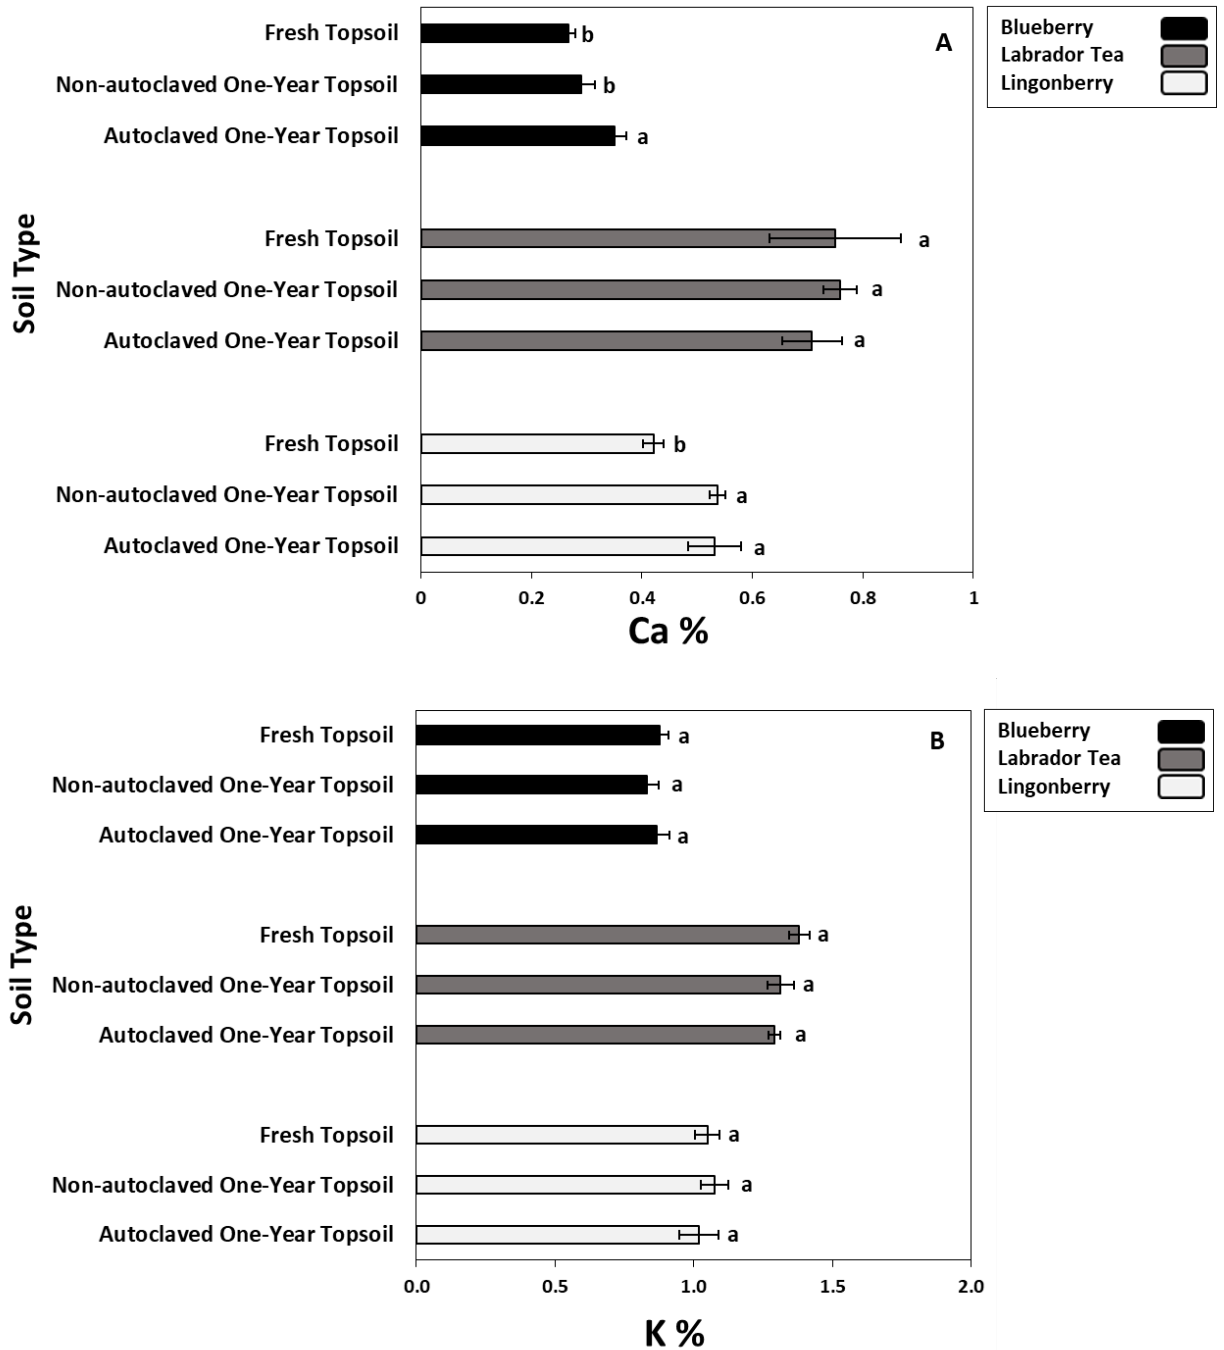 Fresh Topsoil b A
Non-autoclaved One-Year Topsoil b
Autoclaved One-Year Topsoil a
Fresh Topsoil a
Non-autoclaved One-Year Topsoil a
Autoclaved One-Year Topsoil a
Fresh Topsoil b
Non-autoclaved One-Year Topsoil a
Autoclaved One-Year Topsoil a
Soil Type
0 0.2 0.4 0.6 0.8 1
Ca %
Blueberry
Labrador Tea
Lingonberry
Fresh Topsoil a B
Non-autoclaved One-Year Topsoil a
Autoclaved One-Year Topsoil a
Fresh Topsoil a
Non-autoclaved One-Year Topsoil a
Autoclaved One-Year Topsoil a
Fresh Topsoil a
Non-autoclaved One-Year Topsoil a
Autoclaved One-Year Topsoil a
Soil Type
0.0 0.5 1.0 1.5 2.0
K %
Blueberry
Labrador Tea
Lingonberry